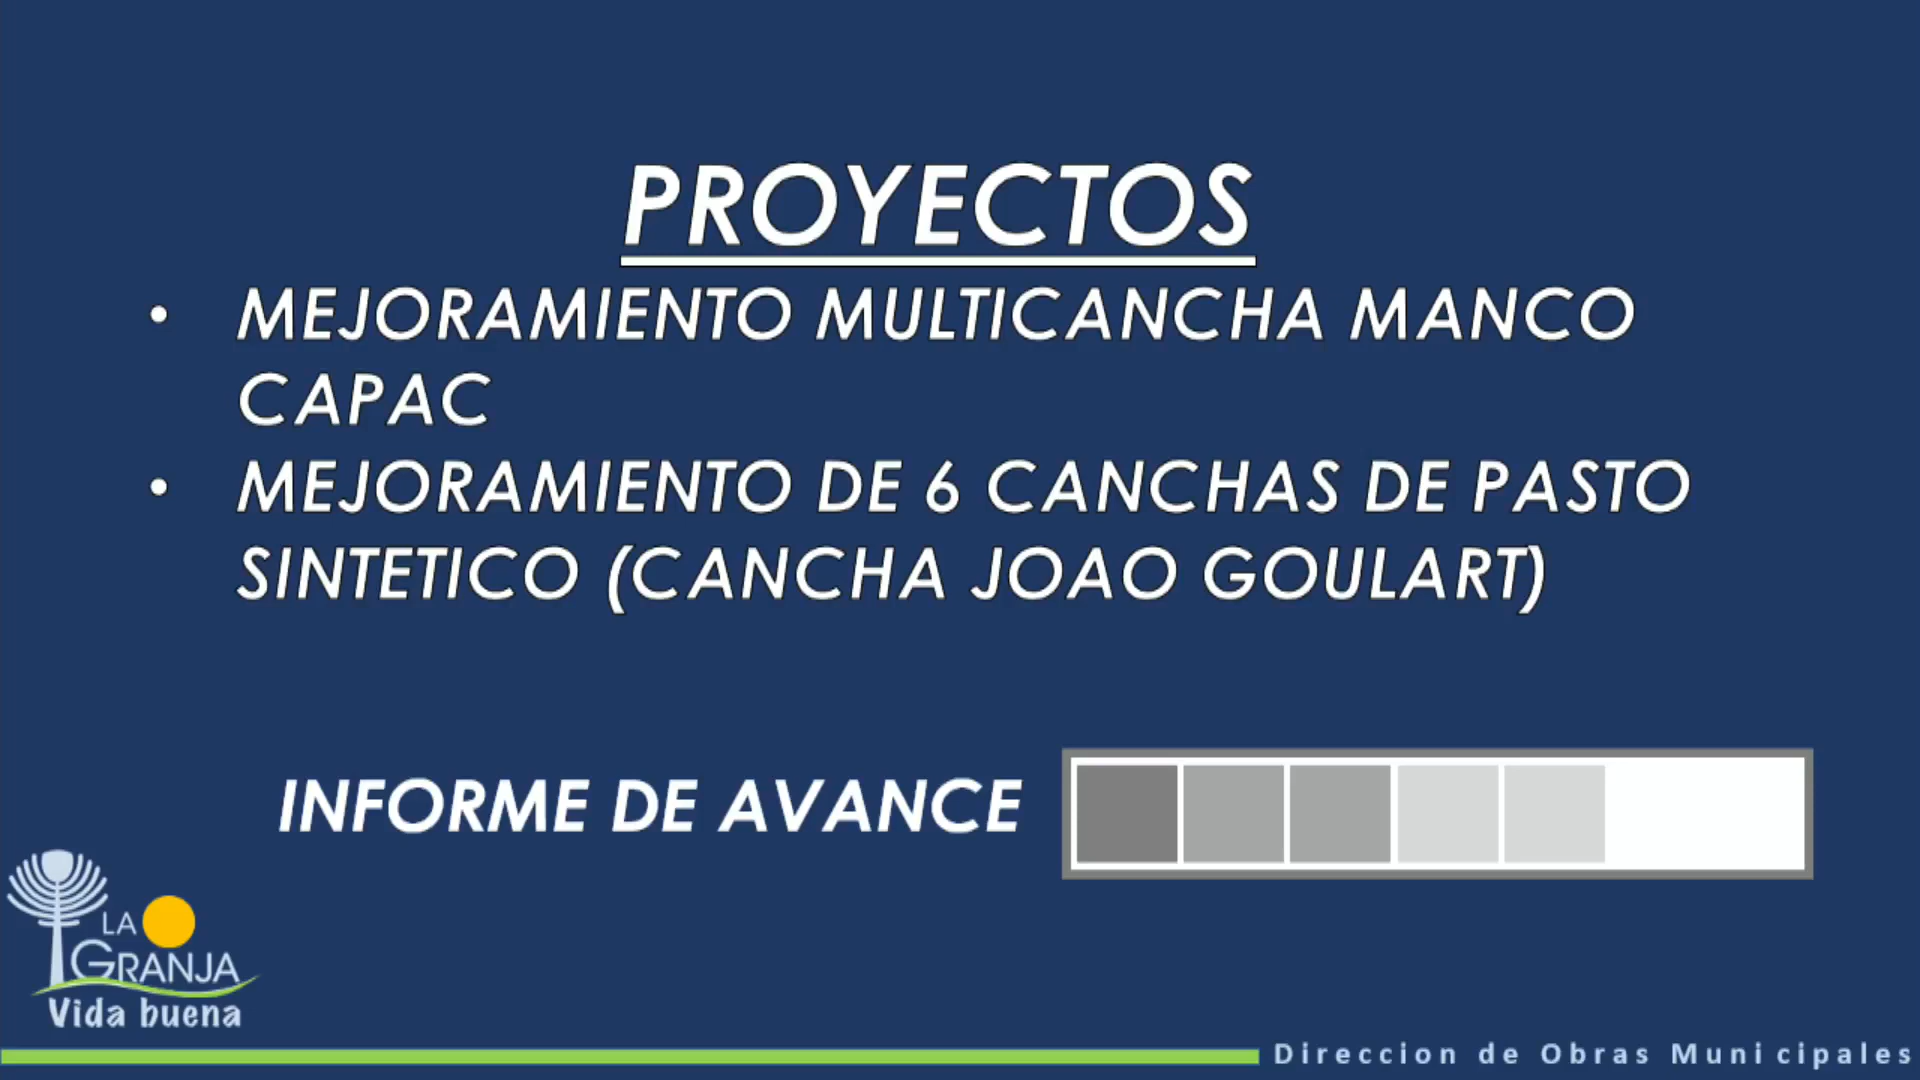 PROYECTOS
• MEJORAMIENTO MULTICANCHA MANCO
CAPAC
• MEJORAMIENTO DE 6 CANCHAS DE PASTO
SINTETICO (CANCHA JOAO GOULART)
INFORME DE AVANCE
LA
GRANJA
Vida buena
Direccion de Obras Municipales